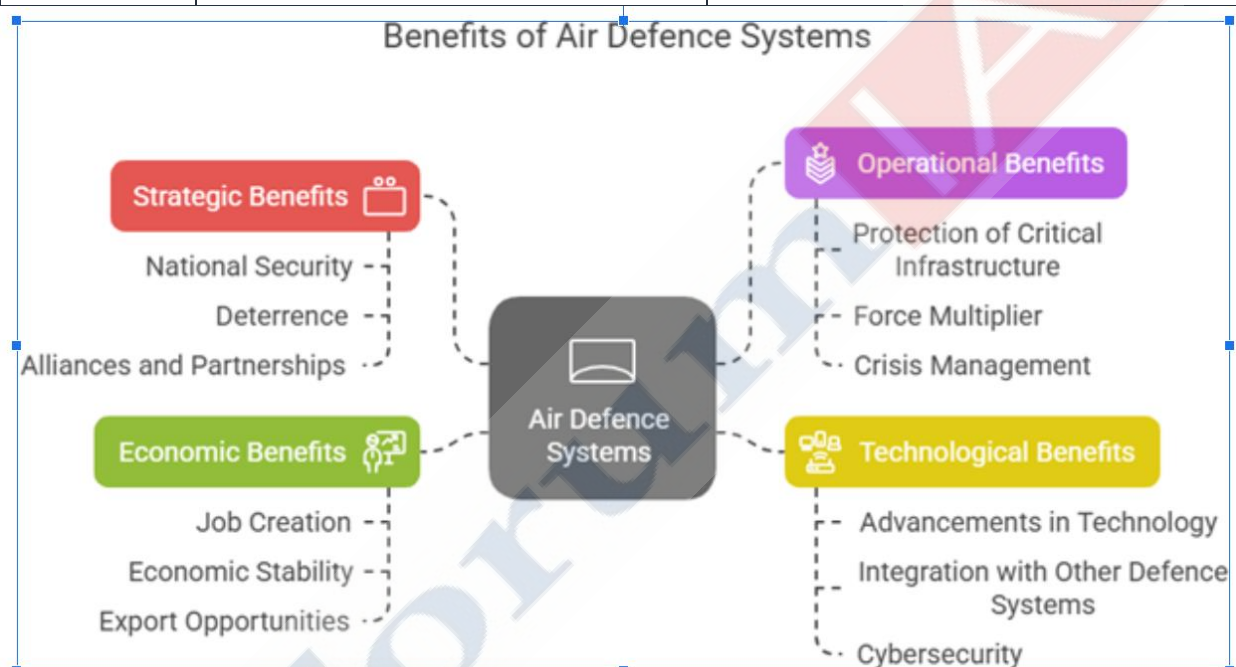 Benefits of Air Defence Systems
Strategic Benefits
National Security
Deterrence
Alliances and Partnerships
Economic Benefits
Job Creation
Economic Stability
Export Opportunities
Air Defence
Systems
Operational Benefits
Protection of Critical
Infrastructure
Force Multiplier
Crisis Management
Technological Benefits
Advancements in Technology
Integration with Other Defence
Systems
Cybersecurity
orumIA